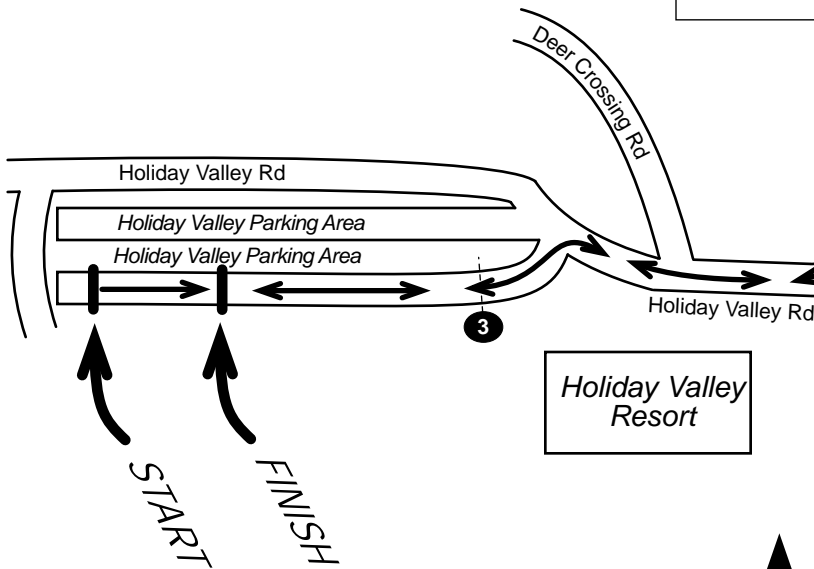 Deer Crossing Rd
Holiday Valley Rd
Holiday Valley Parking Area
Holiday Valley Parking Area
Holiday Valley Rd
3
Holiday Valley
Resort
START
FINISH